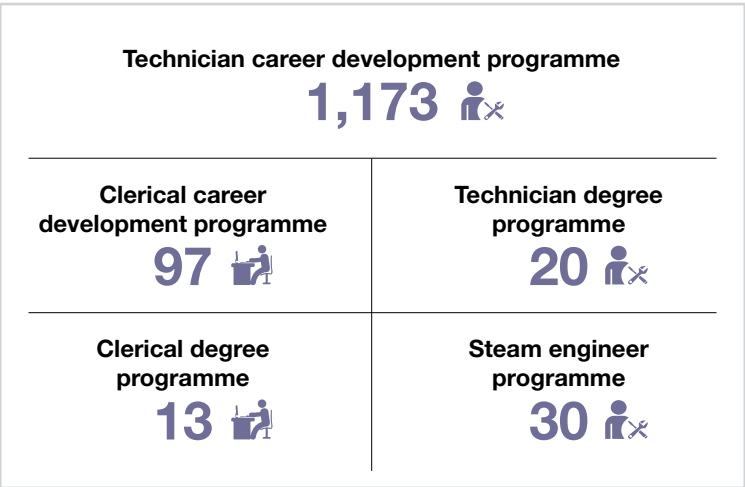 Technician career development programme
1,173
Clerical career
development programme
97
Technician degree
programme
20
Clerical degree
programme
13
Steam engineer
programme
30